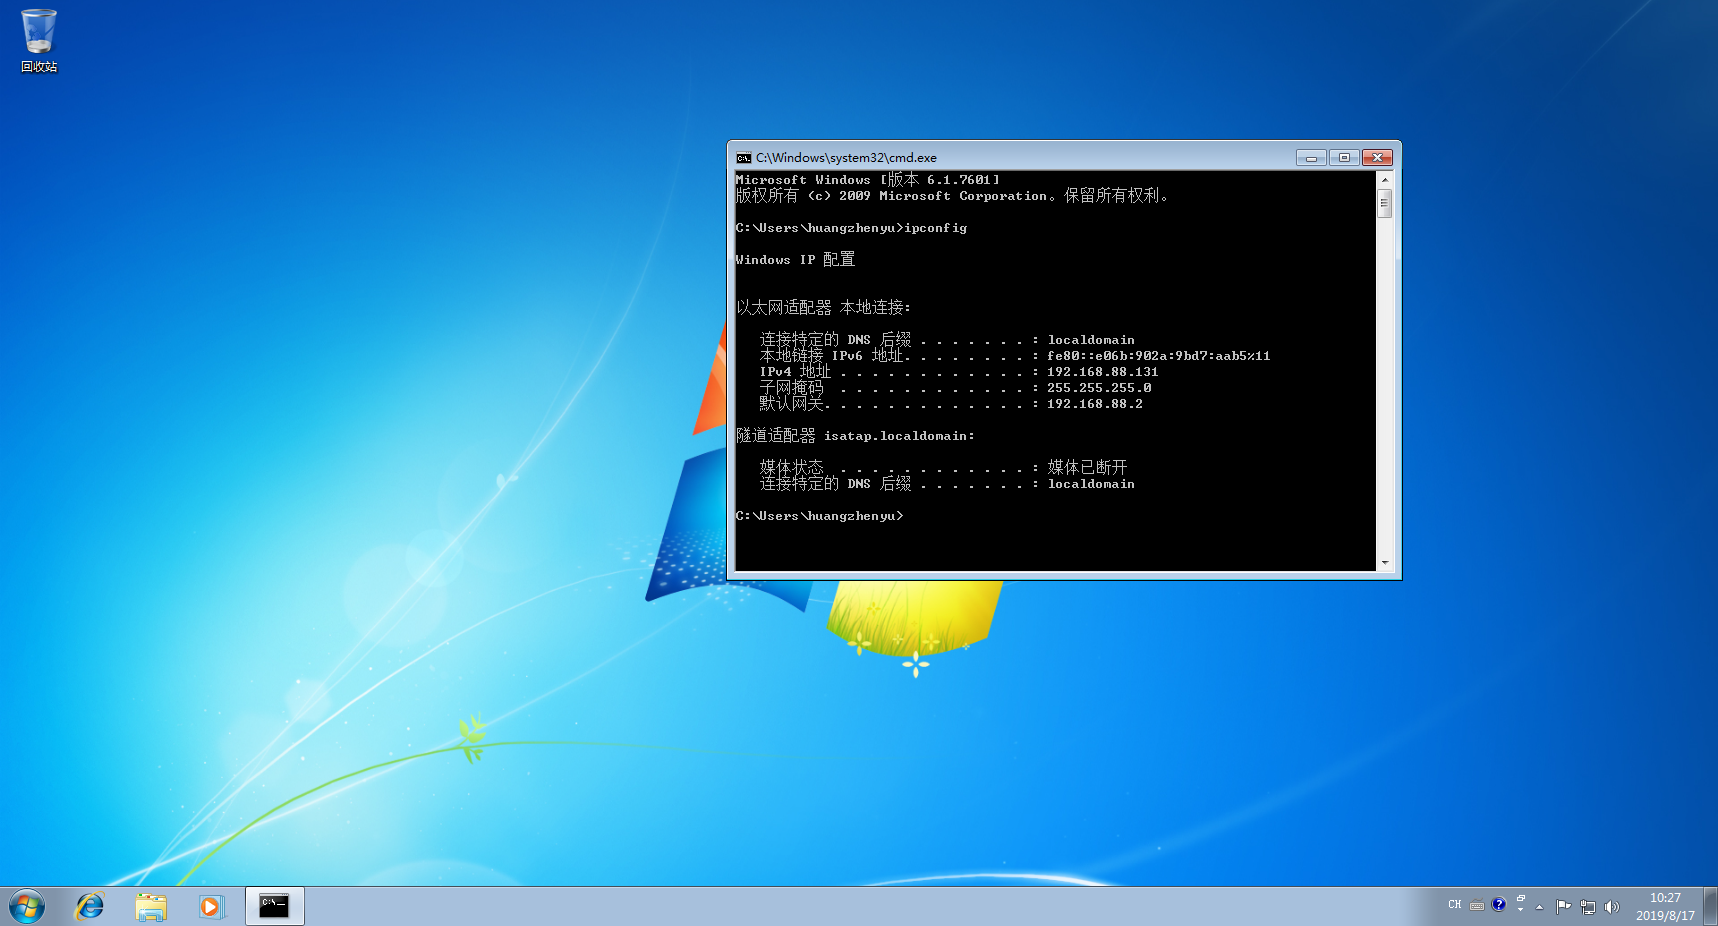 回收站
C:\Windows\system32\cmd.exe
Microsoft Windows [版本 6.1.7601]
版权所有 (c) 2009 Microsoft Corporation。保留所有权利。
C:\Users\huangzhenyu>ipconfig
Windows IP 配置
以太网适配器 本地连接:
连接特定的 DNS 后缀 . . . . . . . : localdomain
本地链接 IPv6 地址. . . . . . . . : fe80::e06b:902a:9bd7:aab5%11
IPv4 地址 . . . . . . . . . . . . : 192.168.88.131
子网掩码  . . . . . . . . . . . . : 255.255.255.0
默认网关. . . . . . . . . . . . . : 192.168.88.2
隧道适配器 isatap.localdomain:
媒体状态  . . . . . . . . . . . . : 媒体已断开
连接特定的 DNS 后缀 . . . . . . . : localdomain
C:\Users\huangzhenyu>
CH
10:27
2019/8/17